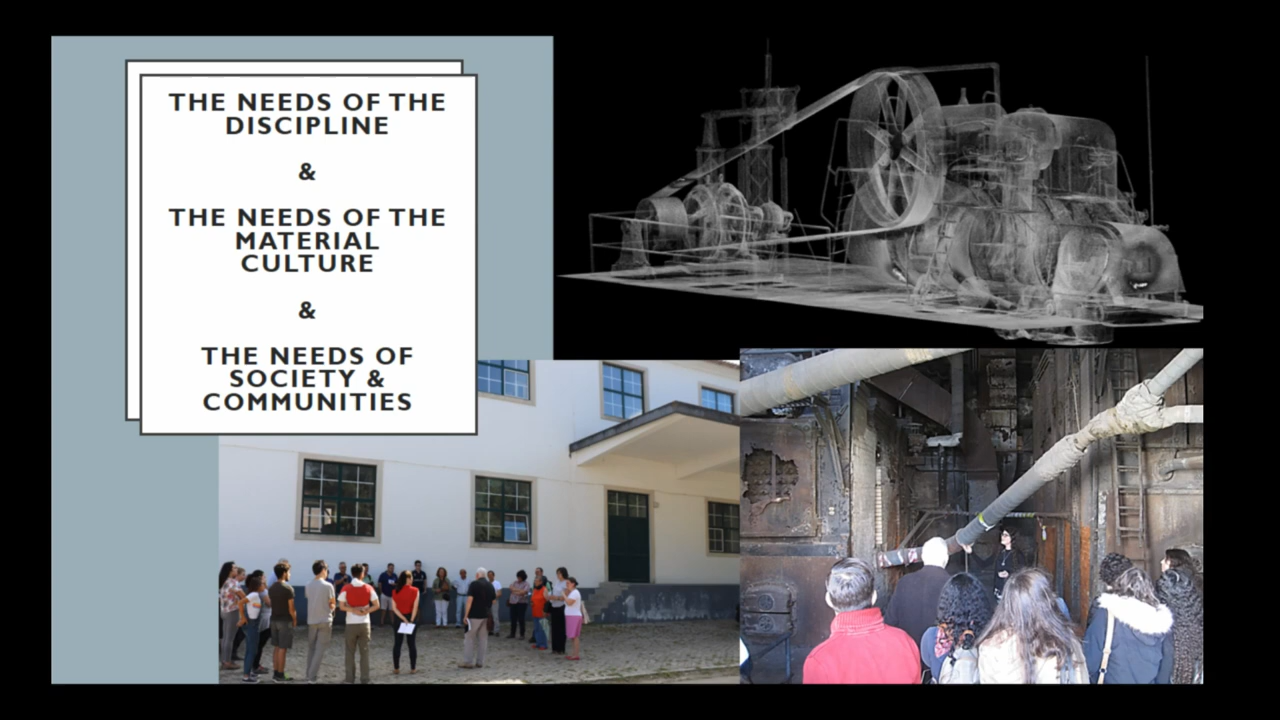 THE NEEDS OF THE
DISCIPLINE
&
THE NEEDS OF THE
MATERIAL
CULTURE
&
THE NEEDS OF
SOCIETY &
COMMUNITIES